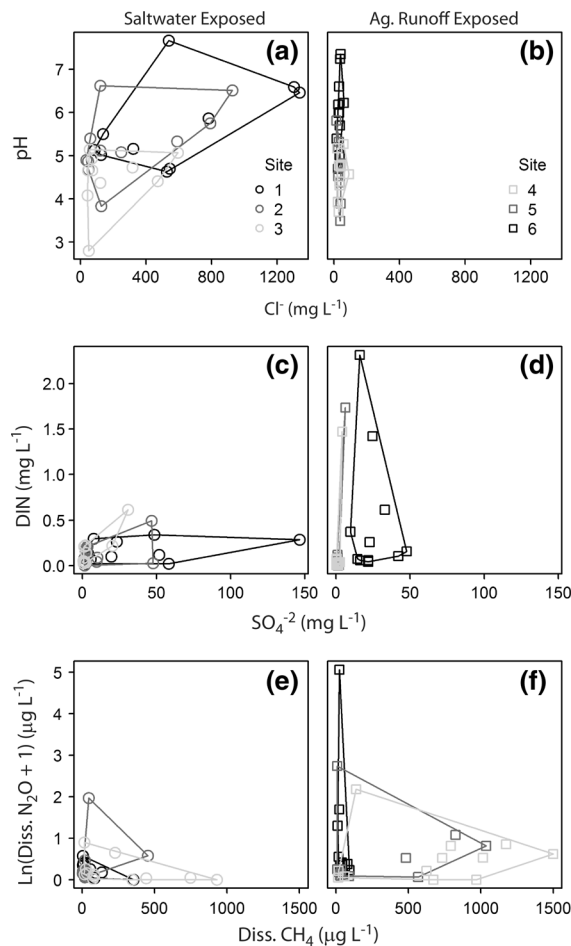 Saltwater Exposed Ag. Runoff Exposed
(a) (b)
pH
8
7
6
5
4
3
Site
1
2
3
Site
4
5
6
0 400 800 1200 0 400 800 1200
Cl⁻ (mg L⁻¹)
(c) (d)
DIN (mg L⁻¹)
2.0
1.5
1.0
0.5
0.0
0 50 100 150 0 50 100 150
SO₄⁻² (mg L⁻¹)
(e) (f)
Ln(Diss. N₂O + 1) (µg L⁻¹)
5
4
3
2
1
0
0 500 1000 1500 0 500 1000 1500
Diss. CH₄ (µg L⁻¹)